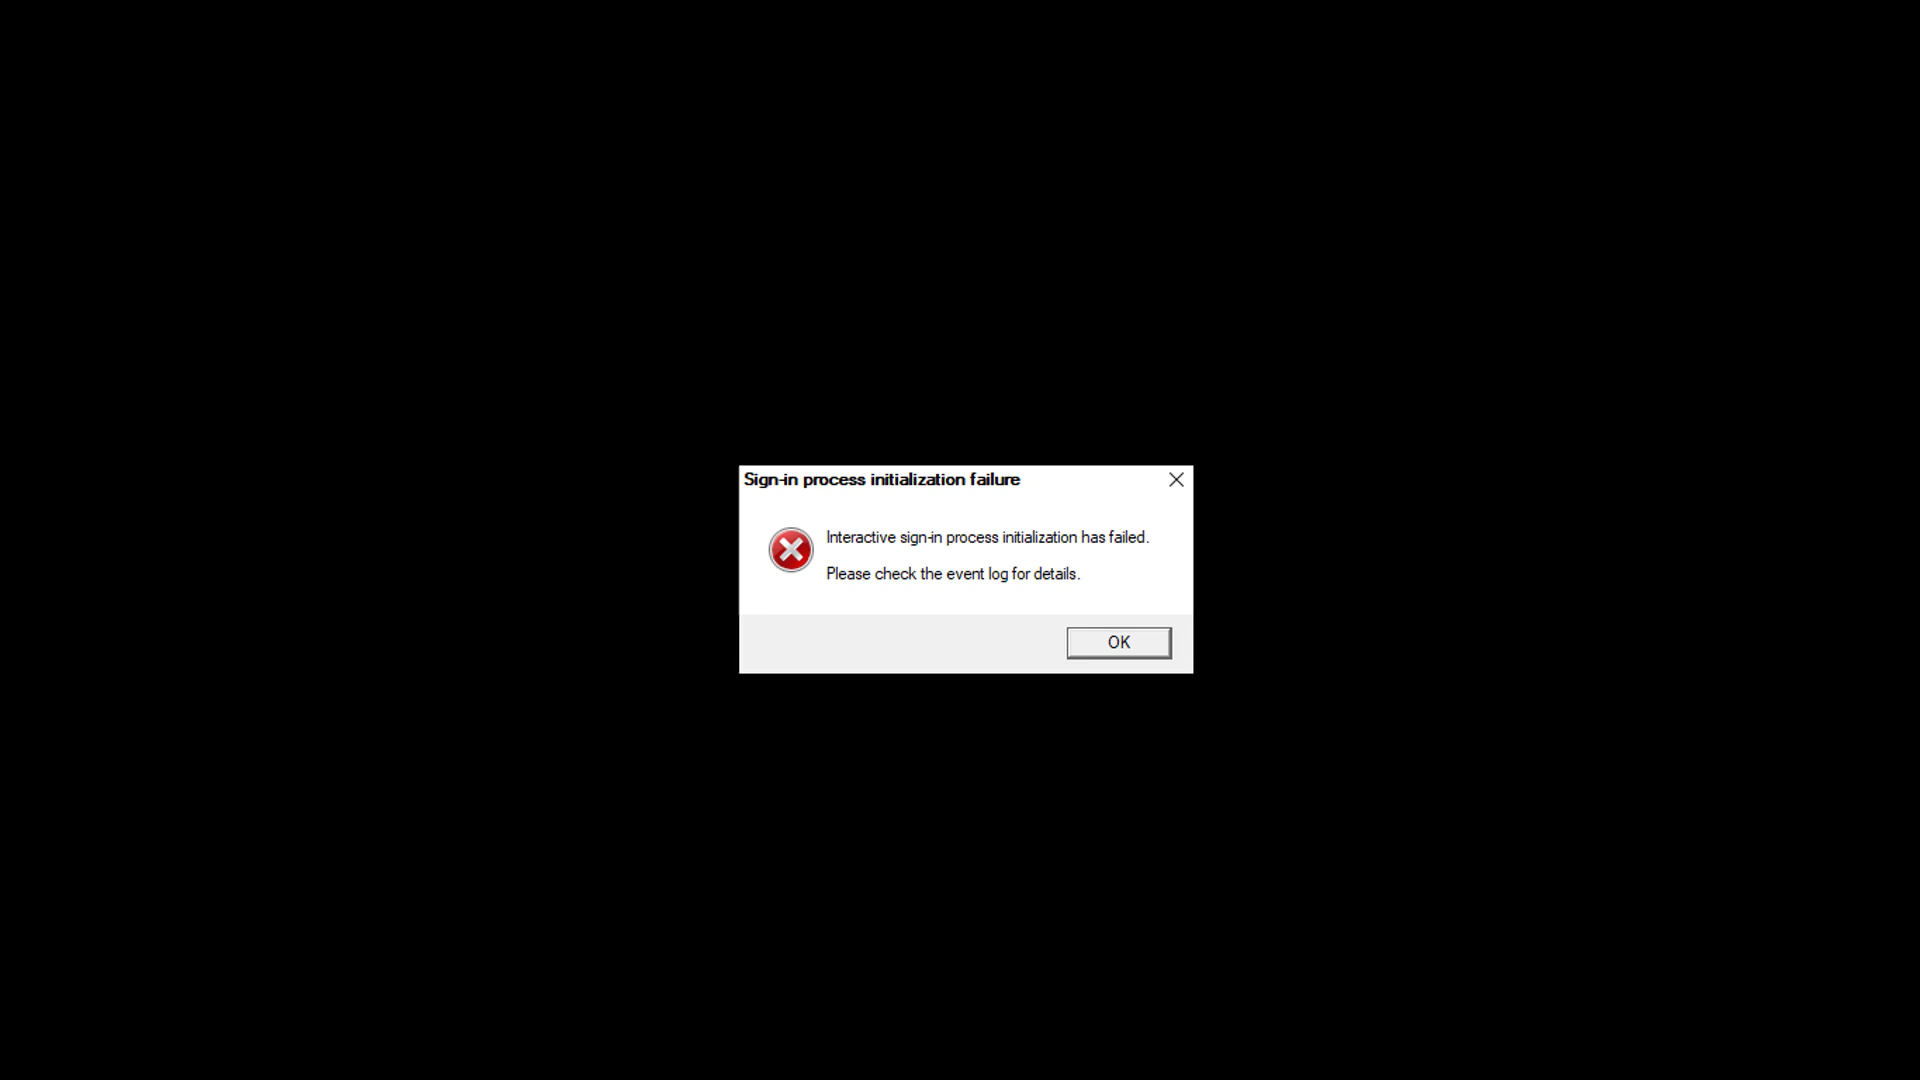 Sign-in process initialization failure
Interactive sign-in process initialization has failed.
Please check the event log for details.
OK